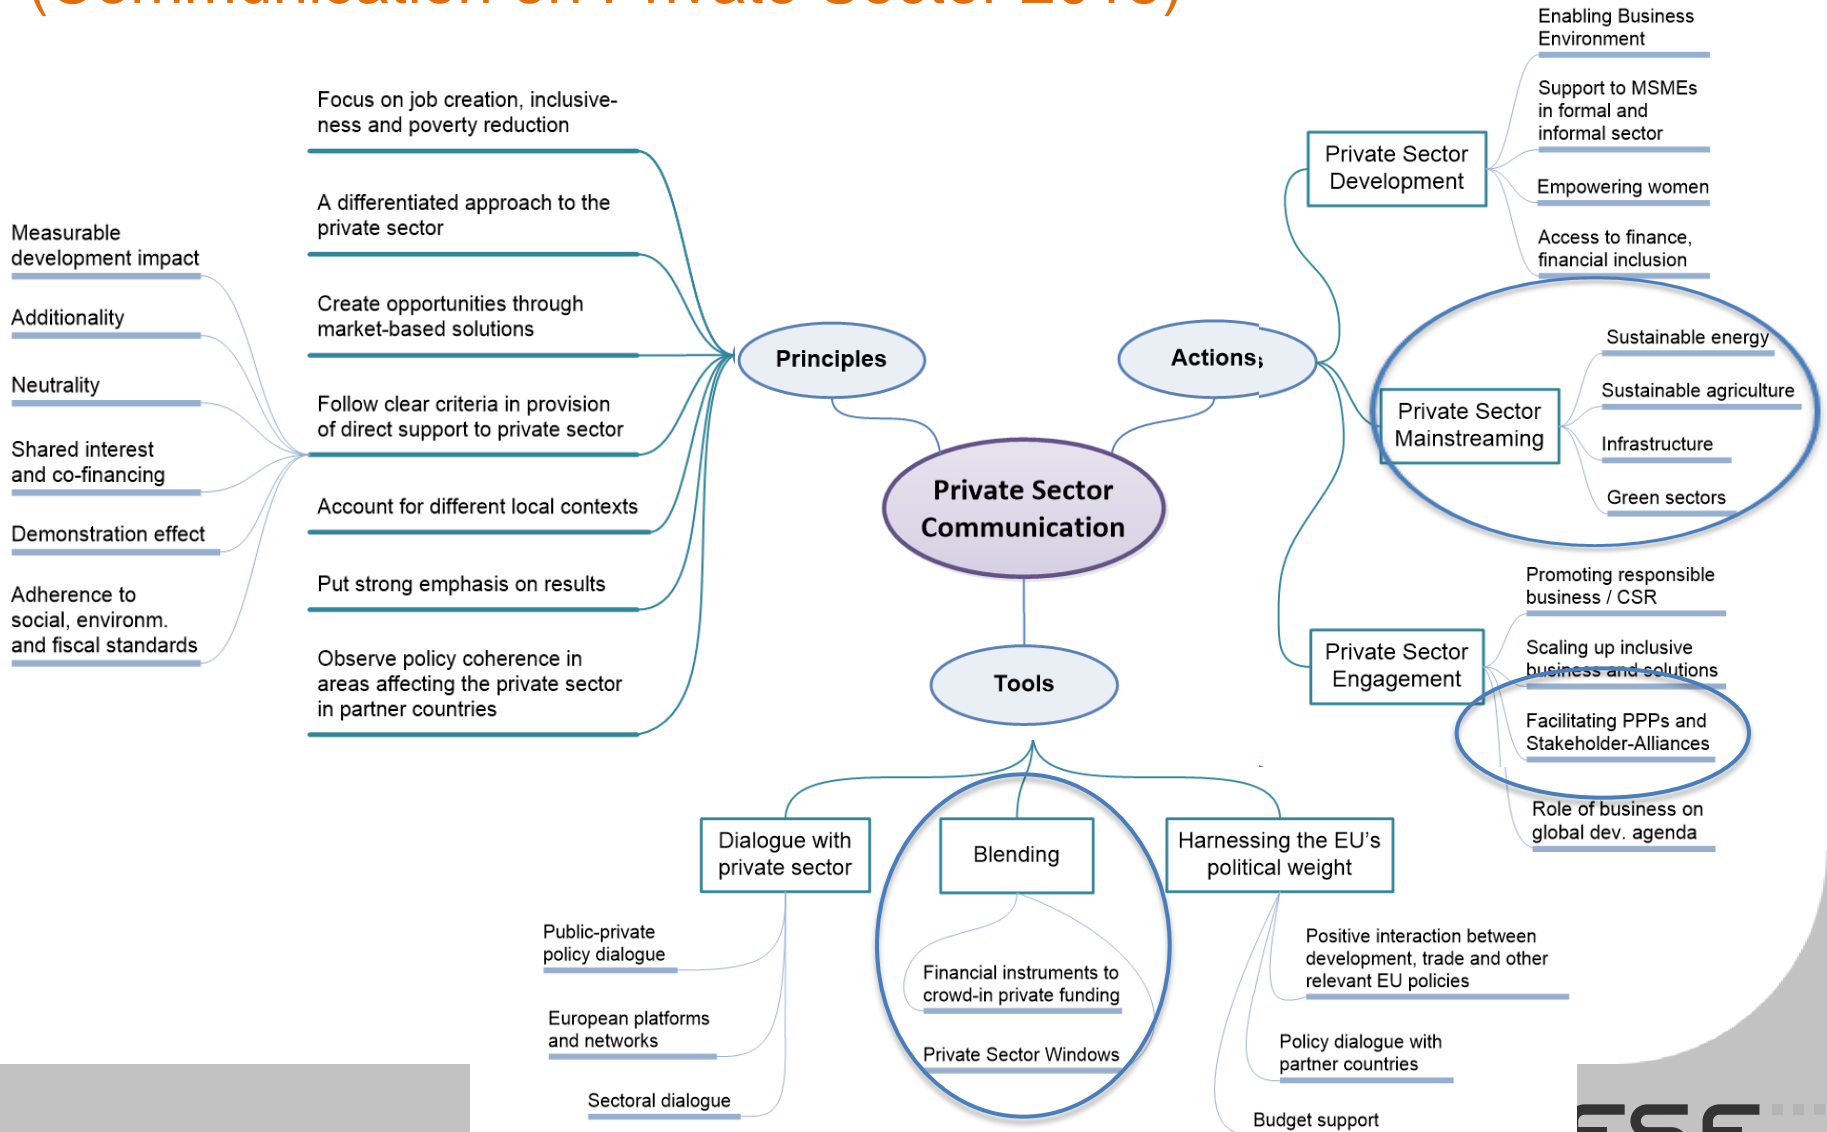 (Communication on Private Sector 2013)
Focus on job creation, inclusive-
ness and poverty reduction
A differentiated approach to the
private sector
Create opportunities through
market-based solutions
Follow clear criteria in provision
of direct support to private sector
Account for different local contexts
Put strong emphasis on results
Observe policy coherence in
areas affecting the private sector
in partner countries
Measurable
development impact
Additionality
Neutrality
Shared interest
and co-financing
Demonstration effect
Adherence to
social, environm.
and fiscal standards
Principles
Actions
Private Sector
Communication
Tools
Private Sector
Development
Enabling Business
Environment
Support to MSMEs
in formal and
informal sector
Empowering women
Access to finance,
financial inclusion
Private Sector
Mainstreaming
Sustainable energy
Sustainable agriculture
Infrastructure
Green sectors
Private Sector
Engagement
Promoting responsible
business / CSR
Scaling up inclusive
business and solutions
Facilitating PPPs and
Stakeholder-Alliances
Role of business on
global dev. agenda
Dialogue with
private sector
Public-private
policy dialogue
European platforms
and networks
Sectoral dialogue
Blending
Financial instruments to
crowd-in private funding
Private Sector Windows
Harnessing the EU's
political weight
Positive interaction between
development, trade and other
relevant EU policies
Policy dialogue with
partner countries
Budget support